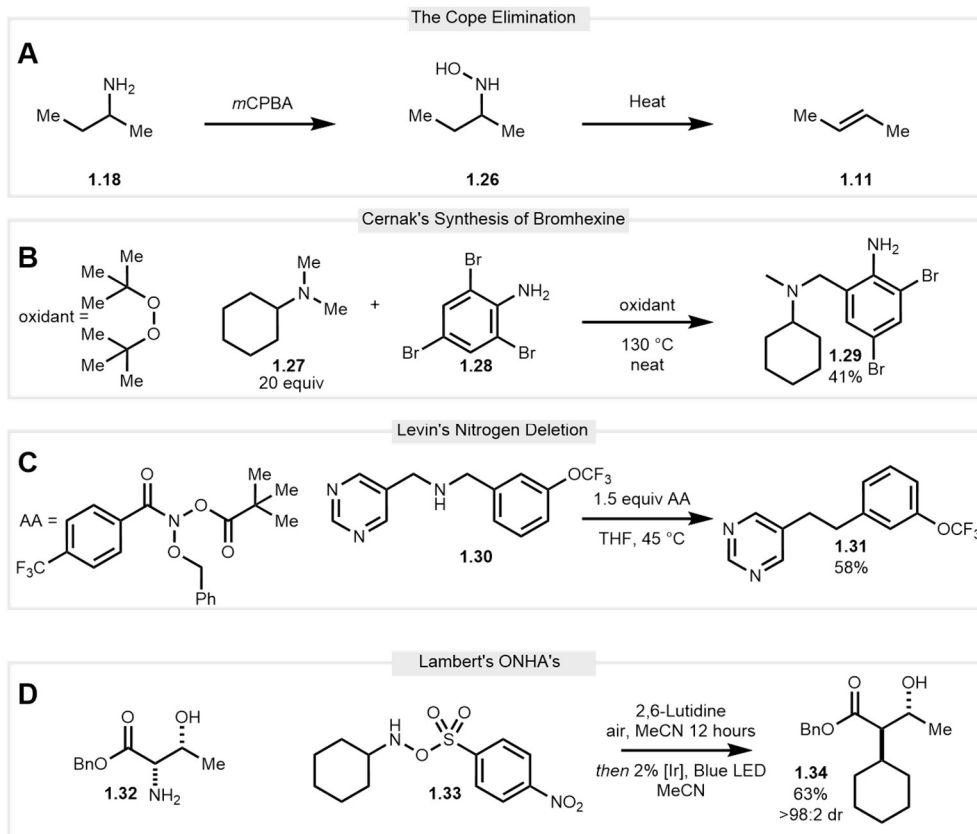 The Cope Elimination
A
NH2
Me
Me
1.18
mCPBA
HO
NH
Me
Me
1.26
Heat
Me
Me
1.11
Cernak's Synthesis of Bromhexine
B
oxidant =
Me
Me
Me
O
O
Me
Me
Me
Me
N
Me
1.27
20 equiv
+
Br
NH2
Br
Br
1.28
oxidant
130 °C
neat
NH2
N
Br
Br
1.29
41%
Levin's Nitrogen Deletion
C
AA =
O
N
O
O
O
Me
Me
Me
F3C
Ph
N
N
N
H
OCF3
1.30
1.5 equiv AA
THF, 45 °C
N
N
OCF3
1.31
58%
Lambert's ONHA's
D
O
OH
BnO
Me
NH2
1.32
H
N
O
O
O
S
NO2
1.33
2,6-Lutidine
air, MeCN 12 hours
then 2% [Ir], Blue LED
MeCN
O
OH
BnO
Me
1.34
63%
>98:2 dr